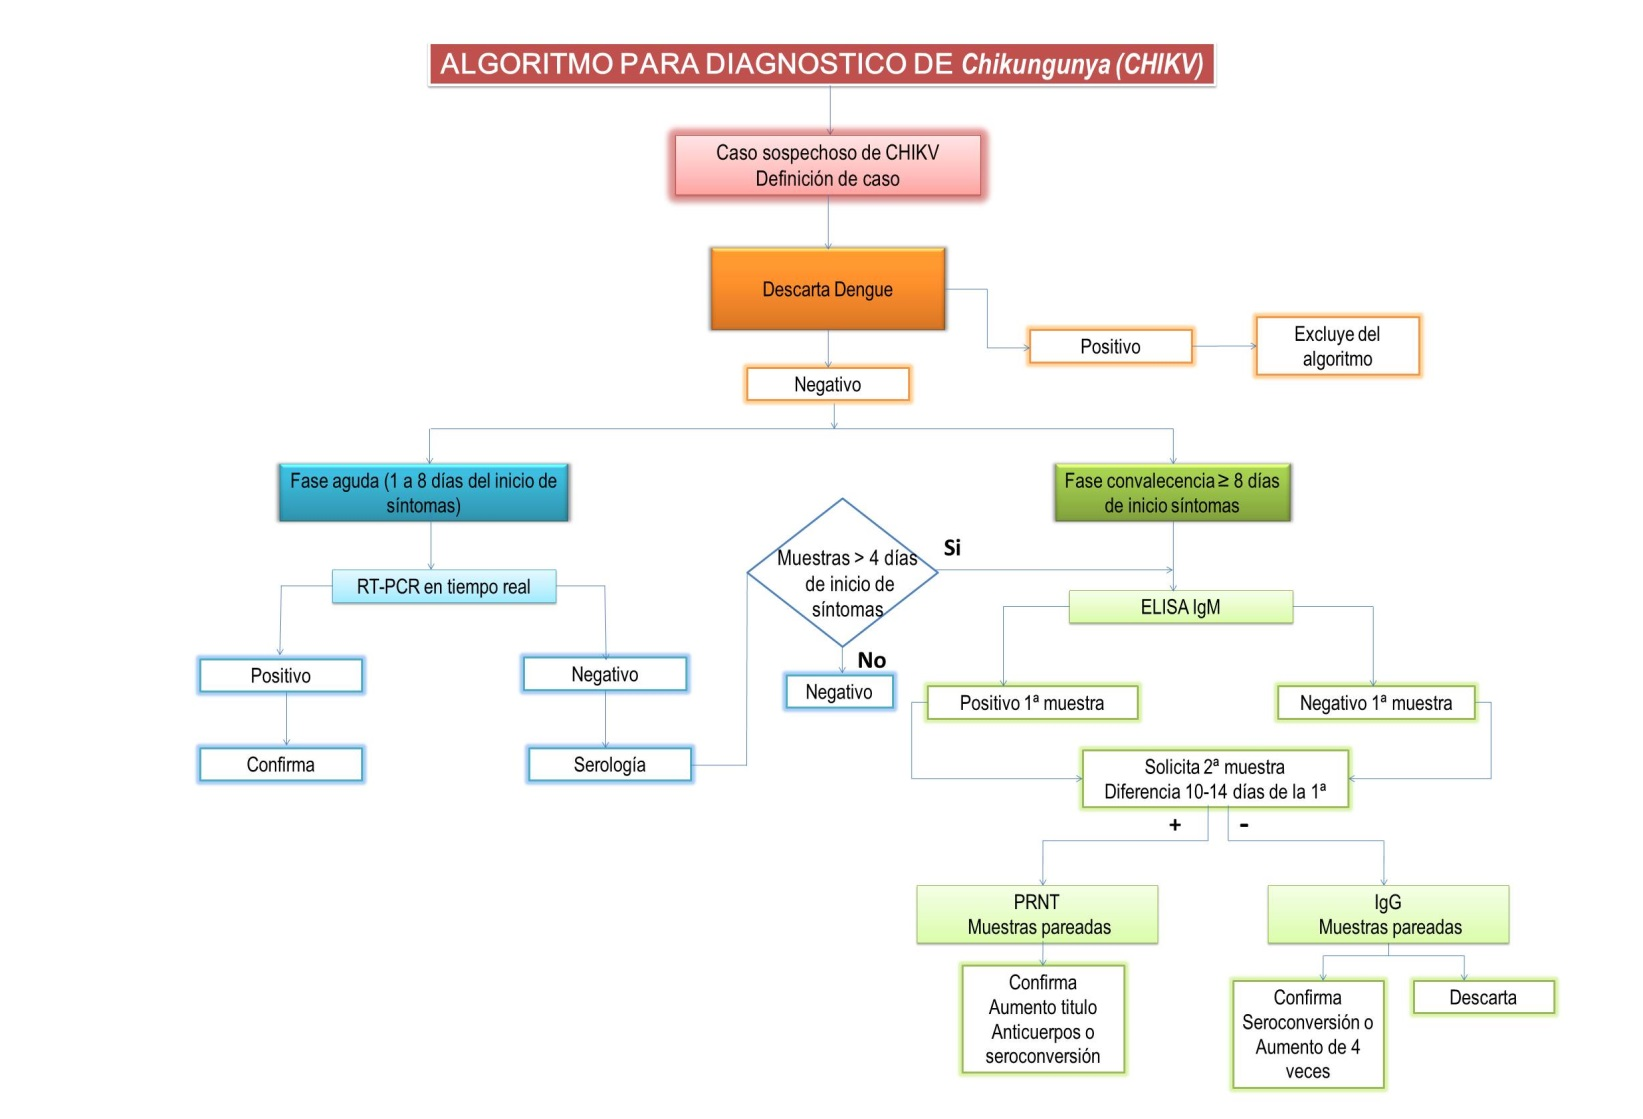 ALGORITMO PARA DIAGNOSTICO DE Chikungunya (CHIKV)
Caso sospechoso de CHIKV
Definición de caso
Descarta Dengue
Positivo
Excluye del
algoritmo
Negativo
Fase aguda (1 a 8 días del inicio de
síntomas)
Fase convalecencia ≥ 8 días
de inicio síntomas
RT-PCR en tiempo real
Muestras > 4 días
de inicio de
síntomas
Si
No
Negativo
ELISA IgM
Positivo
Negativo
Confirma
Serología
Positivo 1ª muestra
Negativo 1ª muestra
Solicita 2ª muestra
Diferencia 10-14 días de la 1ª
+
-
PRNT
Muestras pareadas
IgG
Muestras pareadas
Confirma
Aumento titulo
Anticuerpos o
seroconversión
Confirma
Seroconversión o
Aumento de 4
veces
Descarta